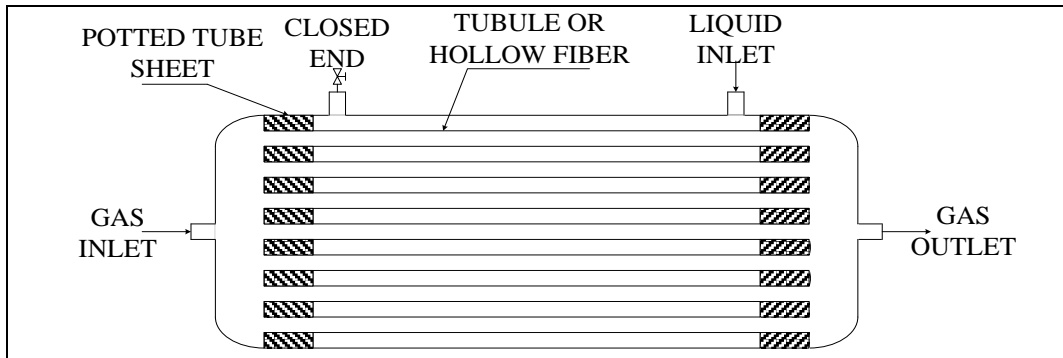 POTTED TUBE
SHEET
CLOSED
END
TUBULE OR
HOLLOW FIBER
LIQUID
INLET
GAS
INLET
GAS
OUTLET